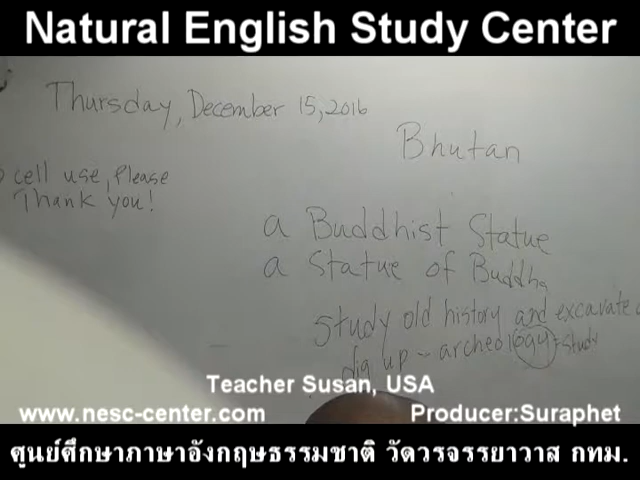 Natural English Study Center
Thursday, December 15, 2016
Bhutan
cell use, Please
Thank you!
a Buddhist Statue
a Statue of Buddha
study old history and excavate
dig up - archeology = study
Teacher Susan, USA
www.nesc-center.com
Producer:Suraphet
ศูนย์ศึกษาภาษาอังกฤษธรรมชาติ วัดวรจรรยาวาส กทม.